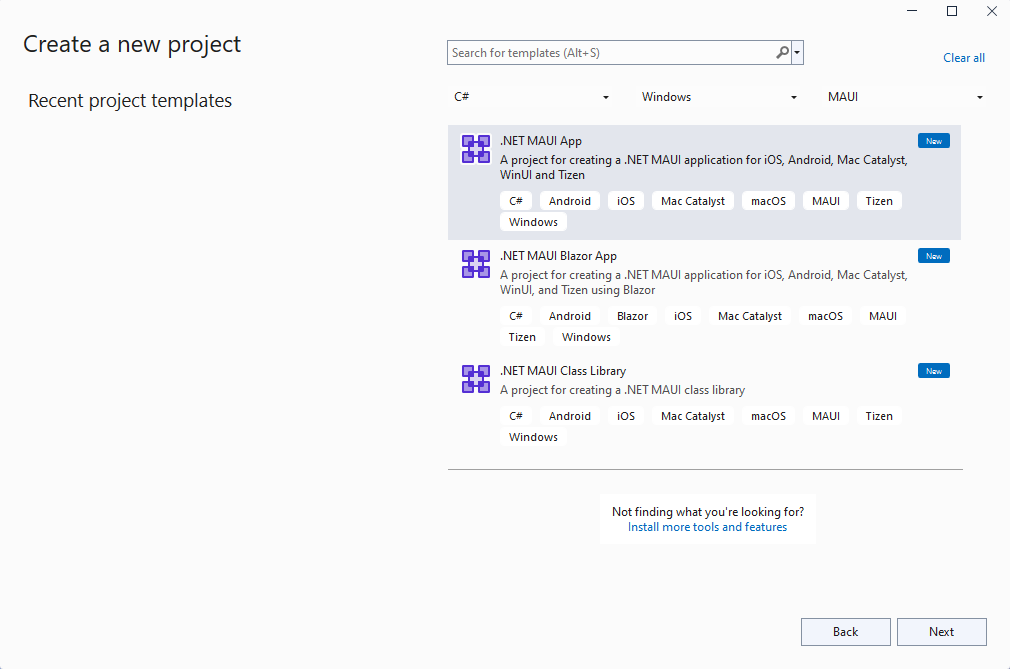 Create a new project
Search for templates (Alt+S)
Clear all
Recent project templates
C#
Windows
MAUI
.NET MAUI App
New
A project for creating a .NET MAUI application for iOS, Android, Mac Catalyst,
WinUI and Tizen
C# Android iOS Mac Catalyst macOS MAUI Tizen
Windows
.NET MAUI Blazor App
New
A project for creating a .NET MAUI application for iOS, Android, Mac Catalyst,
WinUI, and Tizen using Blazor
C# Android Blazor iOS Mac Catalyst macOS MAUI
Tizen Windows
.NET MAUI Class Library
New
A project for creating a .NET MAUI class library
C# Android iOS Mac Catalyst macOS MAUI Tizen
Windows
Not finding what you're looking for?
Install more tools and features
Back
Next